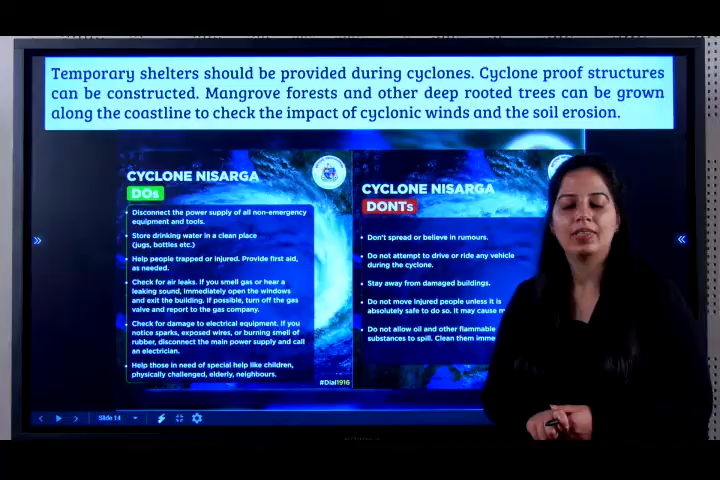 Temporary shelters should be provided during cyclones. Cyclone proof structures
can be constructed. Mangrove forests and other deep rooted trees can be grown
along the coastline to check the impact of cyclonic winds and the soil erosion.
CYCLONE NISARGA
DOs
• Disconnect the power supply of all non-emergency
equipment and tools.
• Store drinking water in a clean place
(jugs, bottles etc.)
• Help people trapped or injured. Provide first aid,
as needed.
• Check for air leaks. If you smell gas or hear a
leaking sound, immediately open the windows
and exit the building. If possible, turn off the gas
valve and report to the gas company.
• Check for damage to electrical equipment. If you
notice sparks, exposed wires, or burning smell of
rubber, disconnect the main power supply and call
an electrician.
• Help those in need of special help like children,
physically challenged, elderly, neighbours.
#Dial1916
CYCLONE NISARGA
DONTs
• Don't spread or believe in rumours.
• Do not attempt to drive or ride any vehicle
during the cyclone.
• Stay away from damaged buildings.
• Do not move injured people unless it is
absolutely safe to do so. It may cause
• Do not allow oil and other flammable
substances to spill. Clean them
Slide 14